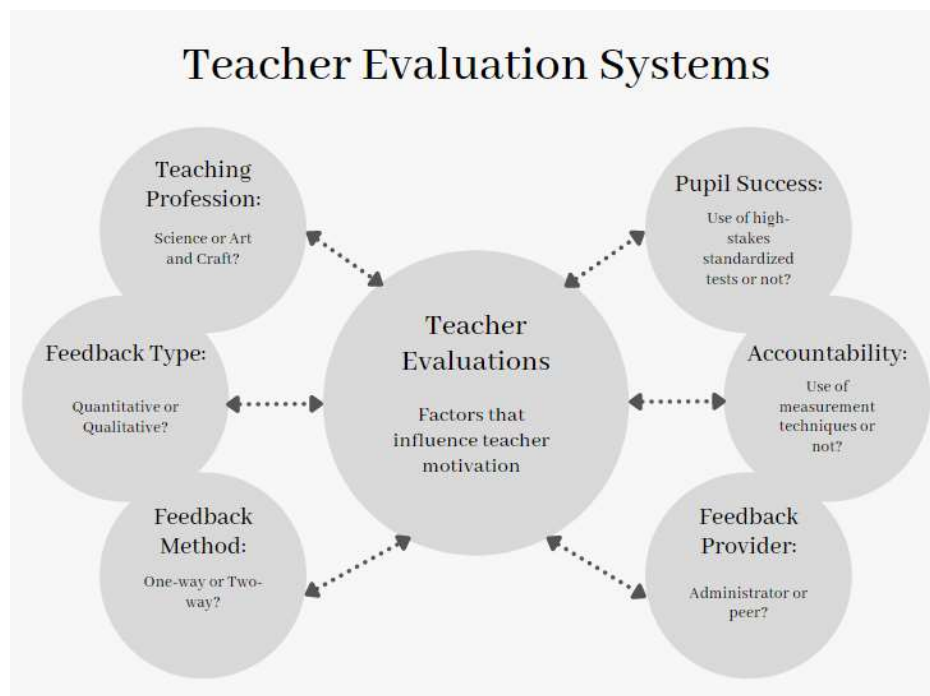 Teacher Evaluation Systems
Teaching
Profession:
Science or Art
and Craft?
Feedback Type:
Quantitative or
Qualitative?
Feedback
Method:
One-way or Two-
way?
Teacher
Evaluations
Factors that
influence teacher
motivation
Pupil Success:
Use of high-
stakes
standardized
tests or not?
Accountability:
Use of
measurement
techniques or
not?
Feedback
Provider:
Administrator or
peer?